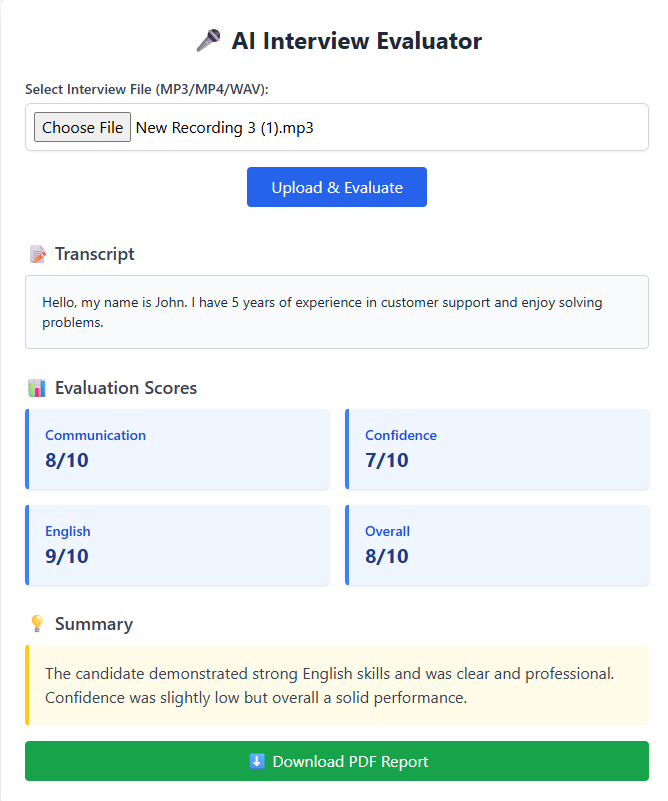 🎤 AI Interview Evaluator
Select Interview File (MP3/MP4/WAV):
Choose File New Recording 3 (1).mp3
Upload & Evaluate
📝 Transcript
Hello, my name is John. I have 5 years of experience in customer support and enjoy solving
problems.
📊 Evaluation Scores
Communication
8/10
Confidence
7/10
English
9/10
Overall
8/10
💡 Summary
The candidate demonstrated strong English skills and was clear and professional.
Confidence was slightly low but overall a solid performance.
⬇️ Download PDF Report